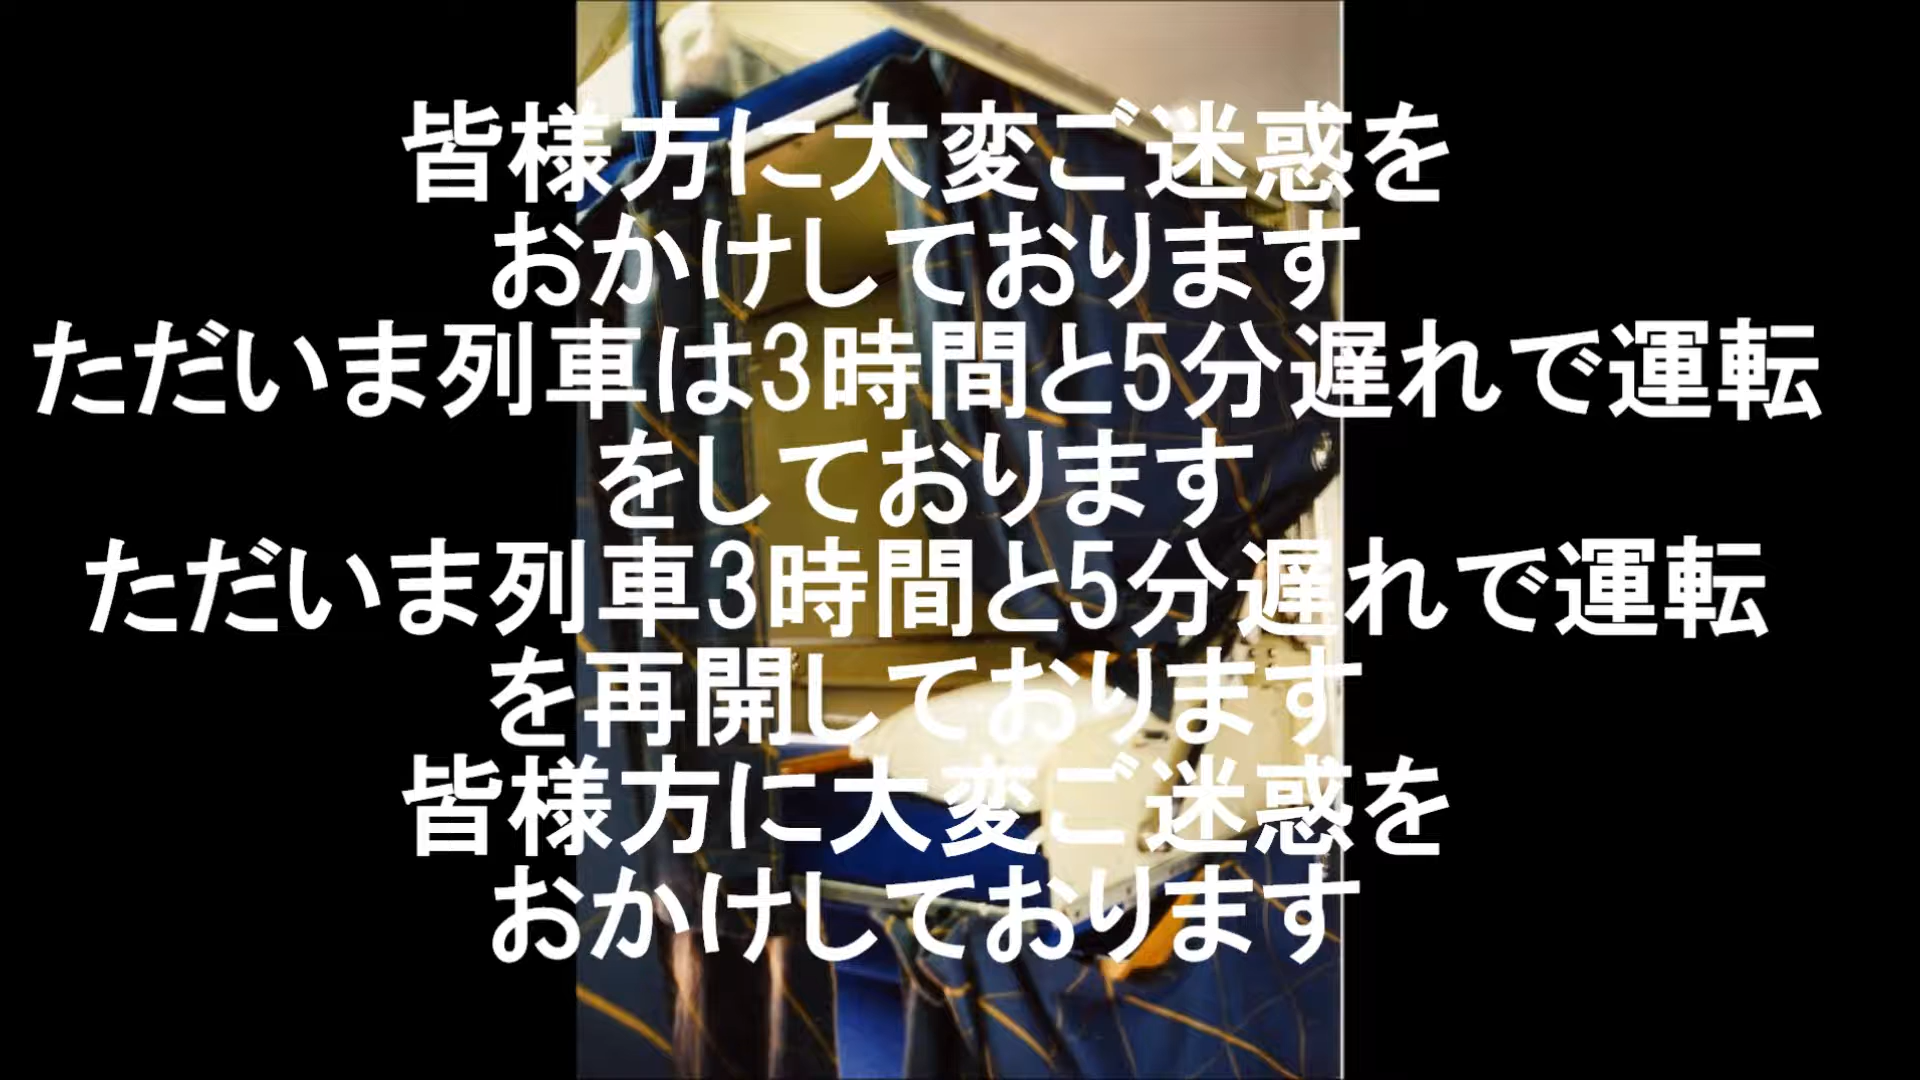 皆様方に大変ご迷惑を
おかけしております
ただいま列車は3時間と5分遅れで運転
をしております
ただいま列車3時間と5分遅れで運転
を再開しております
皆様方に大変ご迷惑を
おかけしております